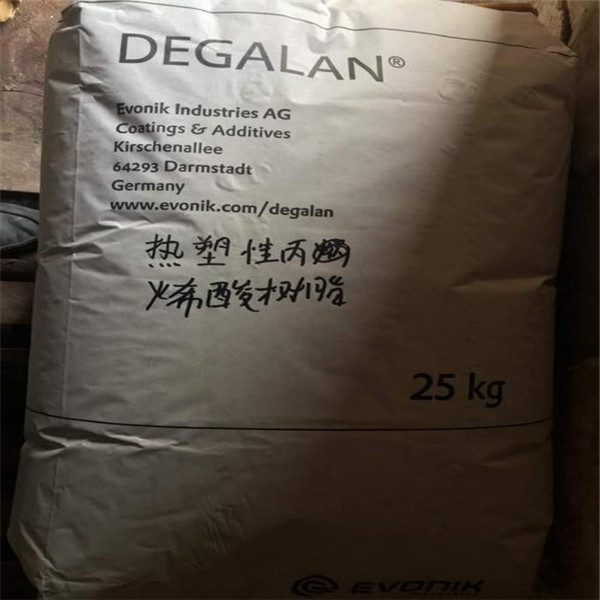 DEGALAN®
Evonik Industries AG
Coatings & Additives
Kirschenallee
64293 Darmstadt
Germany
www.evonik.com/degalan
热塑性丙
烯酸树脂
25 kg
EVONIK